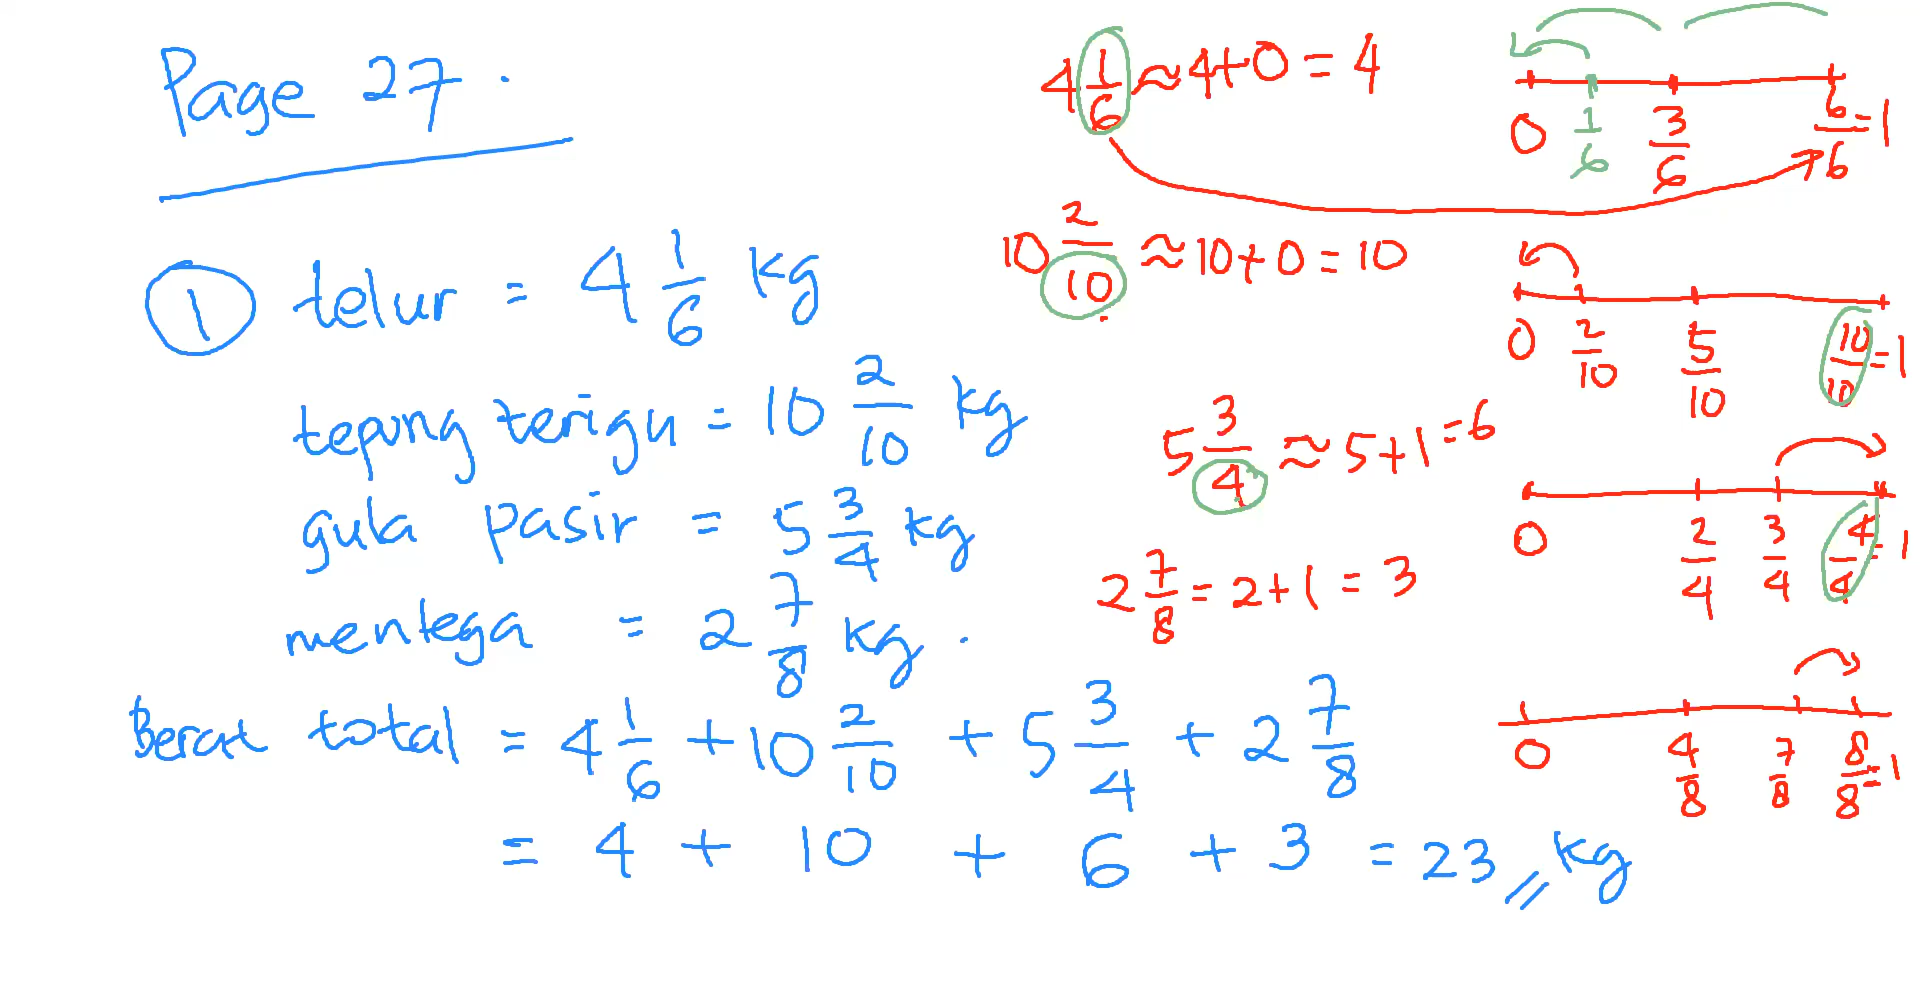 Page 27.
4 1/6 ≈ 4+0 = 4
0 1/6 3/6 6/6 = 1
10 2/10 ≈ 10+0 = 10
0 2/10 5/10 10/10 = 1
5 3/4 ≈ 5+1 = 6
0 2/4 3/4 4/4 = 1
2 7/8 = 2+1 = 3
0 4/8 7/8 8/8 = 1
① telur = 4 1/6 kg
tepung terigu = 10 2/10 kg
gula pasir = 5 3/4 kg
mentega = 2 7/8 kg.
Berat total = 4 1/6 + 10 2/10 + 5 3/4 + 2 7/8
= 4 + 10 + 6 + 3 = 23 kg